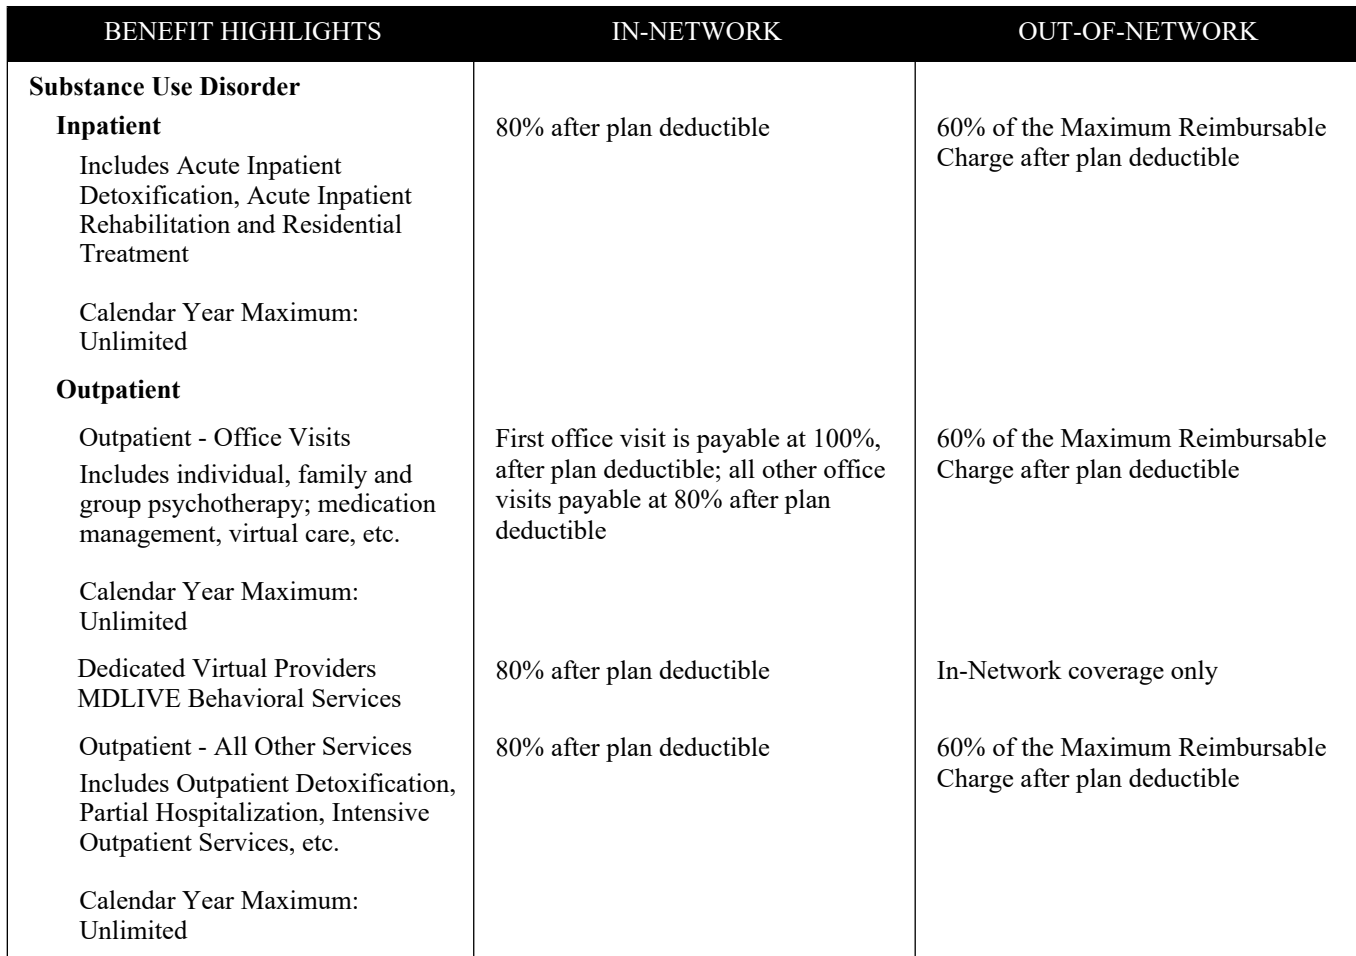 BENEFIT HIGHLIGHTS
IN-NETWORK
OUT-OF-NETWORK
Substance Use Disorder
Inpatient
80% after plan deductible
60% of the Maximum Reimbursable
Charge after plan deductible
Includes Acute Inpatient
Detoxification, Acute Inpatient
Rehabilitation and Residential
Treatment
Calendar Year Maximum:
Unlimited
Outpatient
Outpatient - Office Visits
Includes individual, family and
group psychotherapy; medication
management, virtual care, etc.
Calendar Year Maximum:
Unlimited
First office visit is payable at 100%,
after plan deductible; all other office
visits payable at 80% after plan
deductible
60% of the Maximum Reimbursable
Charge after plan deductible
Dedicated Virtual Providers
MDLIVE Behavioral Services
80% after plan deductible
In-Network coverage only
Outpatient - All Other Services
Includes Outpatient Detoxification,
Partial Hospitalization, Intensive
Outpatient Services, etc.
Calendar Year Maximum:
Unlimited
80% after plan deductible
60% of the Maximum Reimbursable
Charge after plan deductible